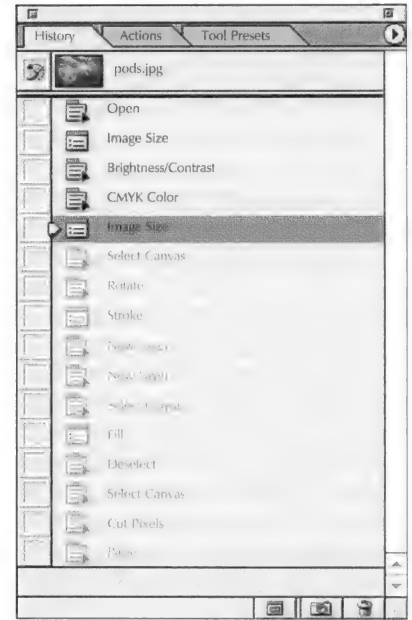 History Actions Tool Presets
pods.jpg
Open
Image Size
Brightness/Contrast
CMYK Color
Image Size
Select Canvas
Rotate
Stroke
Fill
Deselect
Select Canvas
Cut Pixels
Paste